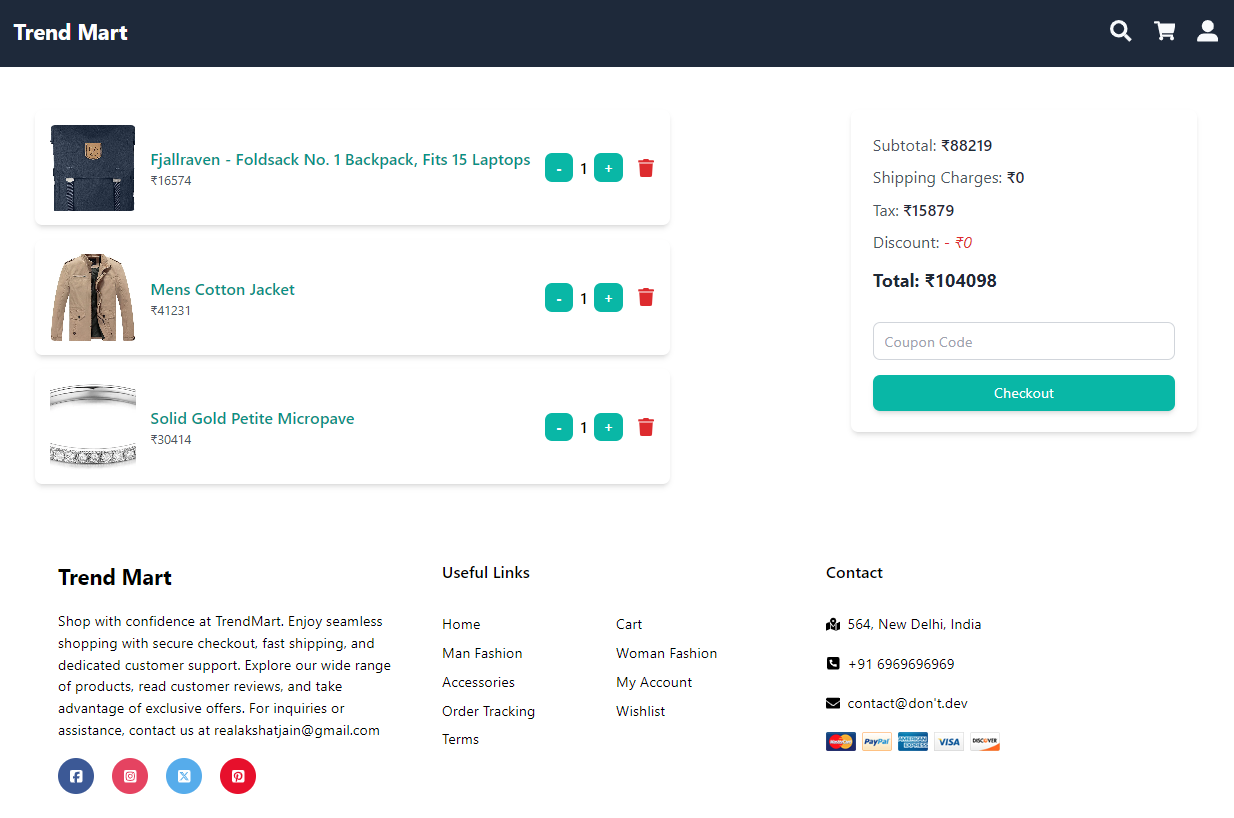 Trend Mart
Fjallraven - Foldsack No. 1 Backpack, Fits 15 Laptops
₹16574
- 1 +
Mens Cotton Jacket
₹41231
- 1 +
Solid Gold Petite Micropave
₹30414
- 1 +
Subtotal: ₹88219
Shipping Charges: ₹0
Tax: ₹15879
Discount: - ₹0
Total: ₹104098
Coupon Code
Checkout
Trend Mart
Shop with confidence at TrendMart. Enjoy seamless
shopping with secure checkout, fast shipping, and
dedicated customer support. Explore our wide range
of products, read customer reviews, and take
advantage of exclusive offers. For inquiries or
assistance, contact us at realakshatjain@gmail.com
Useful Links
Home
Man Fashion
Accessories
Order Tracking
Terms
Cart
Woman Fashion
My Account
Wishlist
Contact
564, New Delhi, India
+91 6969696969
contact@don't.dev
MasterCard PayPal AMERICAN EXPRESS VISA DISCOVER